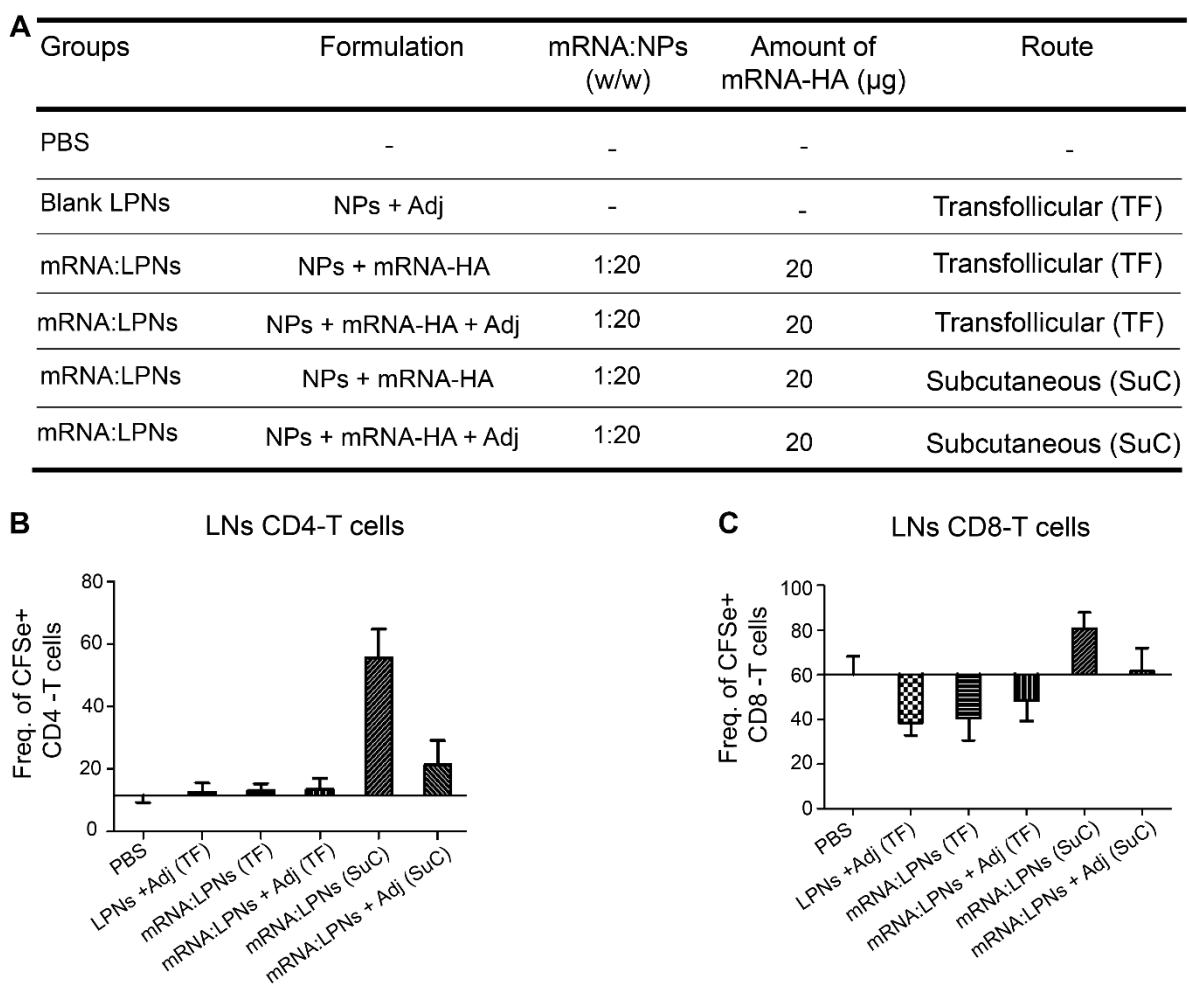 A
Groups Formulation mRNA:NPs (w/w) Amount of mRNA-HA (µg) Route
PBS - - - -
Blank LPNs NPs + Adj - - Transfollicular (TF)
mRNA:LPNs NPs + mRNA-HA 1:20 20 Transfollicular (TF)
mRNA:LPNs NPs + mRNA-HA + Adj 1:20 20 Transfollicular (TF)
mRNA:LPNs NPs + mRNA-HA 1:20 20 Subcutaneous (SuC)
mRNA:LPNs NPs + mRNA-HA + Adj 1:20 20 Subcutaneous (SuC)
B
LNs CD4-T cells
Freq. of CFSe+
CD4 -T cells
80
60
40
20
0
PBS
LPNs +Adj (TF)
mRNA:LPNs (TF)
mRNA:LPNs + Adj (TF)
mRNA:LPNs (SuC)
mRNA:LPNs + Adj (SuC)
C
LNs CD8-T cells
Freq. of CFSe+
CD8 -T cells
100
80
60
40
20
0
PBS
LPNs +Adj (TF)
mRNA:LPNs (TF)
mRNA:LPNs + Adj (TF)
mRNA:LPNs (SuC)
mRNA:LPNs + Adj (SuC)